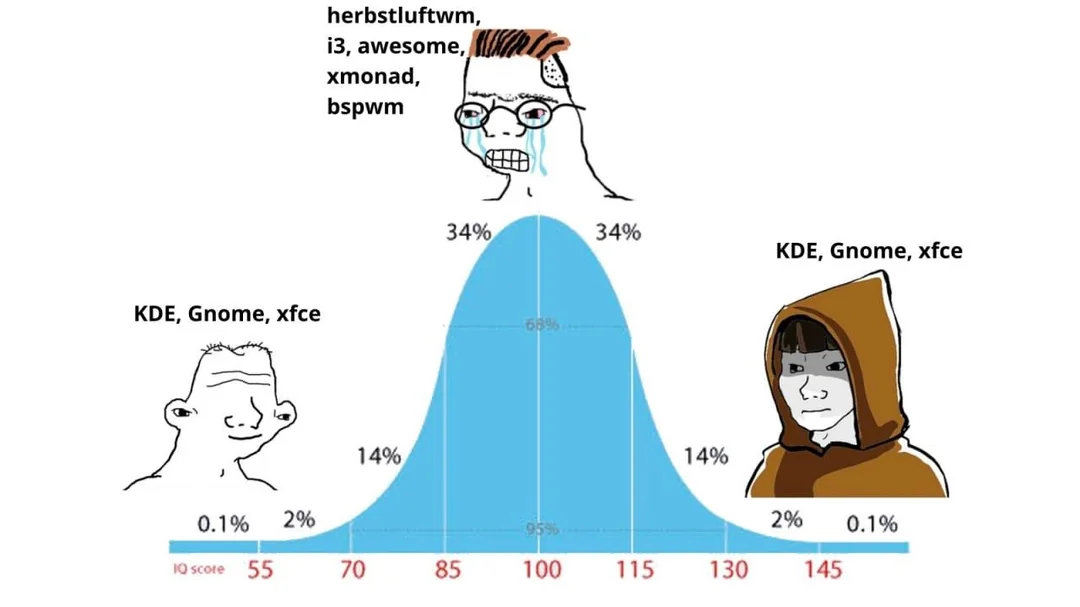 herbstluftwm,
i3, awesome,
xmonad,
bspwm
34%
34%
KDE, Gnome, xfce
KDE, Gnome, xfce
68%
14%
14%
0.1%
2%
95%
2%
0.1%
IQ score 55 70 85 100 115 130 145